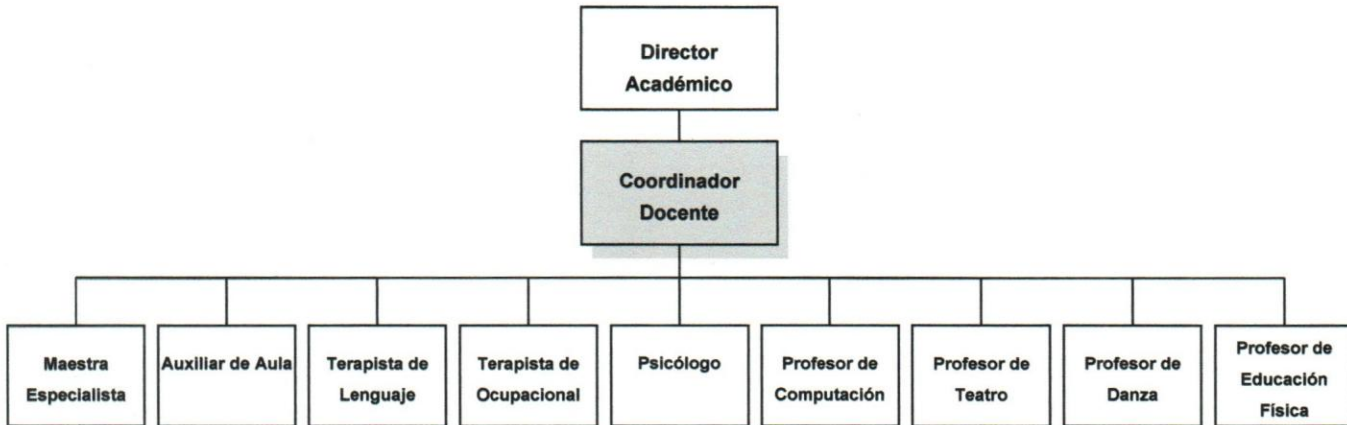 Director
Académico
Coordinador
Docente
Maestra
Especialista
Auxiliar de Aula
Terapista de
Lenguaje
Terapista de
Ocupacional
Psicólogo
Profesor de
Computación
Profesor de
Teatro
Profesor de
Danza
Profesor de
Educación
Física